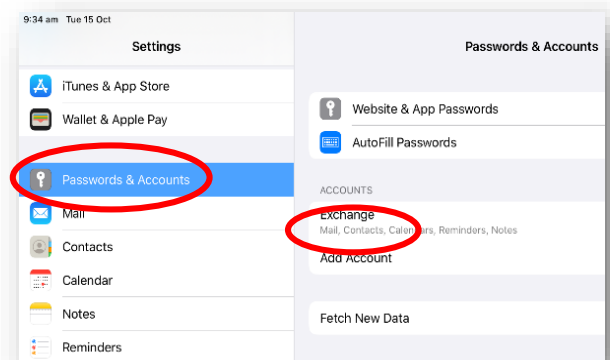 9:34 am Tue 15 Oct
Settings
iTunes & App Store
Wallet & Apple Pay
Passwords & Accounts
Mail
Contacts
Calendar
Notes
Reminders
Passwords & Accounts
Website & App Passwords
AutoFill Passwords
ACCOUNTS
Exchange
Mail, Contacts, Calendars, Reminders, Notes
Add Account
Fetch New Data